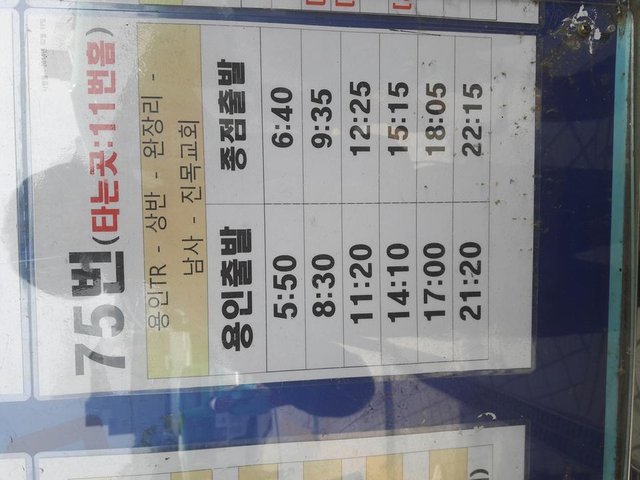 75번(타는곳:11번홈)
용인TR - 상반 - 완장리 -
남사 - 진목교회
용인출발 종점출발
5:50 6:40
8:30 9:35
11:20 12:25
14:10 15:15
17:00 18:05
21:20 22:15